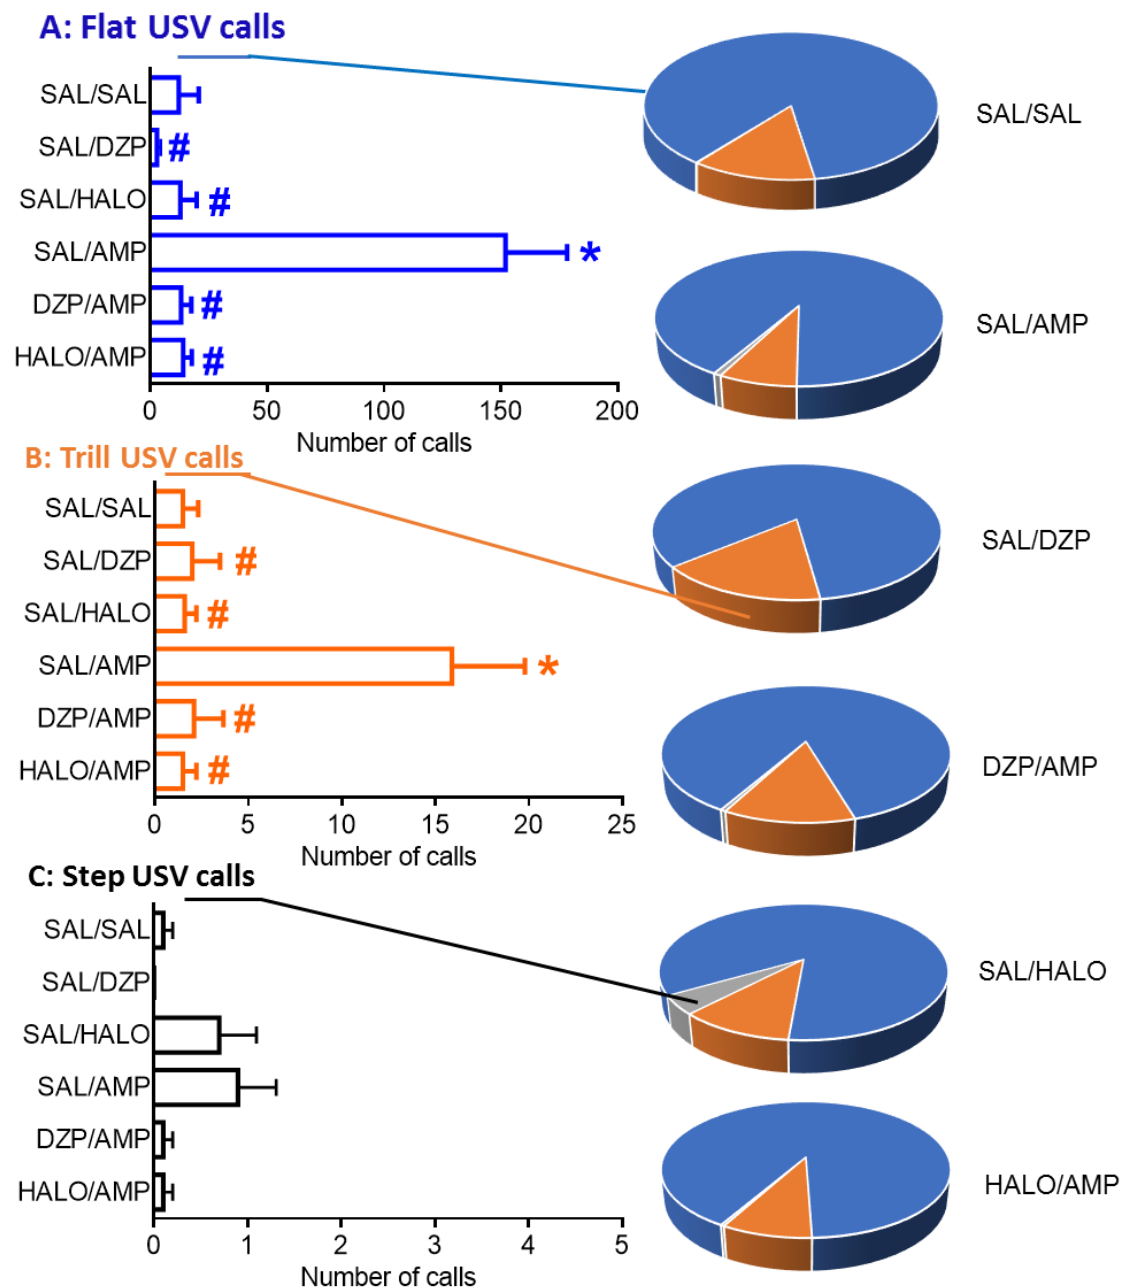 A: Flat USV calls
SAL/SAL
SAL/DZP #
SAL/HALO #
SAL/AMP *
DZP/AMP #
HALO/AMP #
0 50 100 150 200
Number of calls
B: Trill USV calls
SAL/SAL
SAL/DZP #
SAL/HALO #
SAL/AMP *
DZP/AMP #
HALO/AMP #
0 5 10 15 20 25
Number of calls
C: Step USV calls
SAL/SAL
SAL/DZP
SAL/HALO
SAL/AMP
DZP/AMP
HALO/AMP
0 1 2 3 4 5
Number of calls
SAL/SAL
SAL/AMP
SAL/DZP
DZP/AMP
SAL/HALO
HALO/AMP